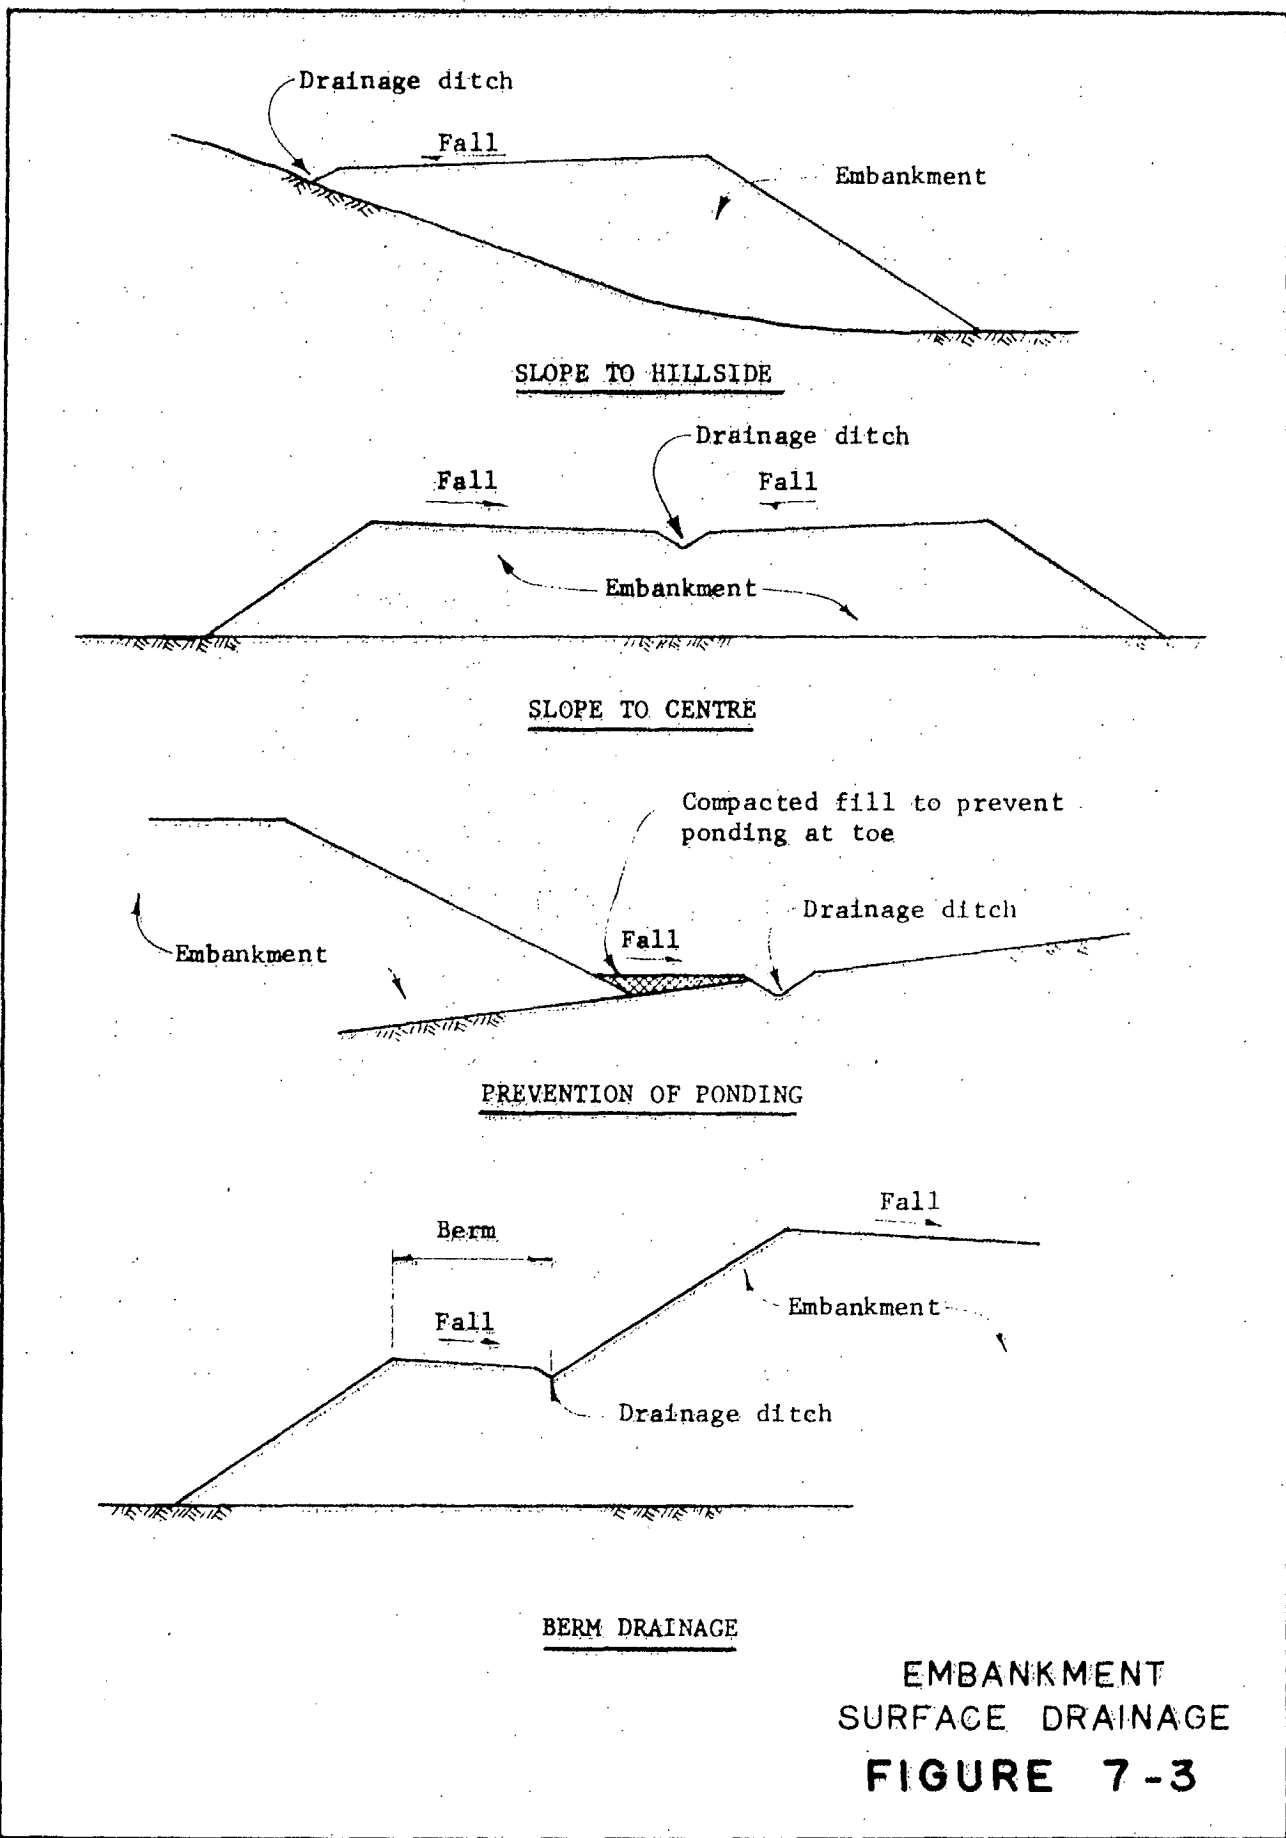 Drainage ditch
Fall
Embankment
SLOPE TO HILLSIDE
Drainage ditch
Fall
Fall
Embankment
SLOPE TO CENTRE
Compacted fill to prevent
ponding at toe
Drainage ditch
Fall
Embankment
PREVENTION OF PONDING
Fall
Berm
Embankment
Fall
Drainage ditch
BERM DRAINAGE
EMBANKMENT
SURFACE DRAINAGE
FIGURE 7-3